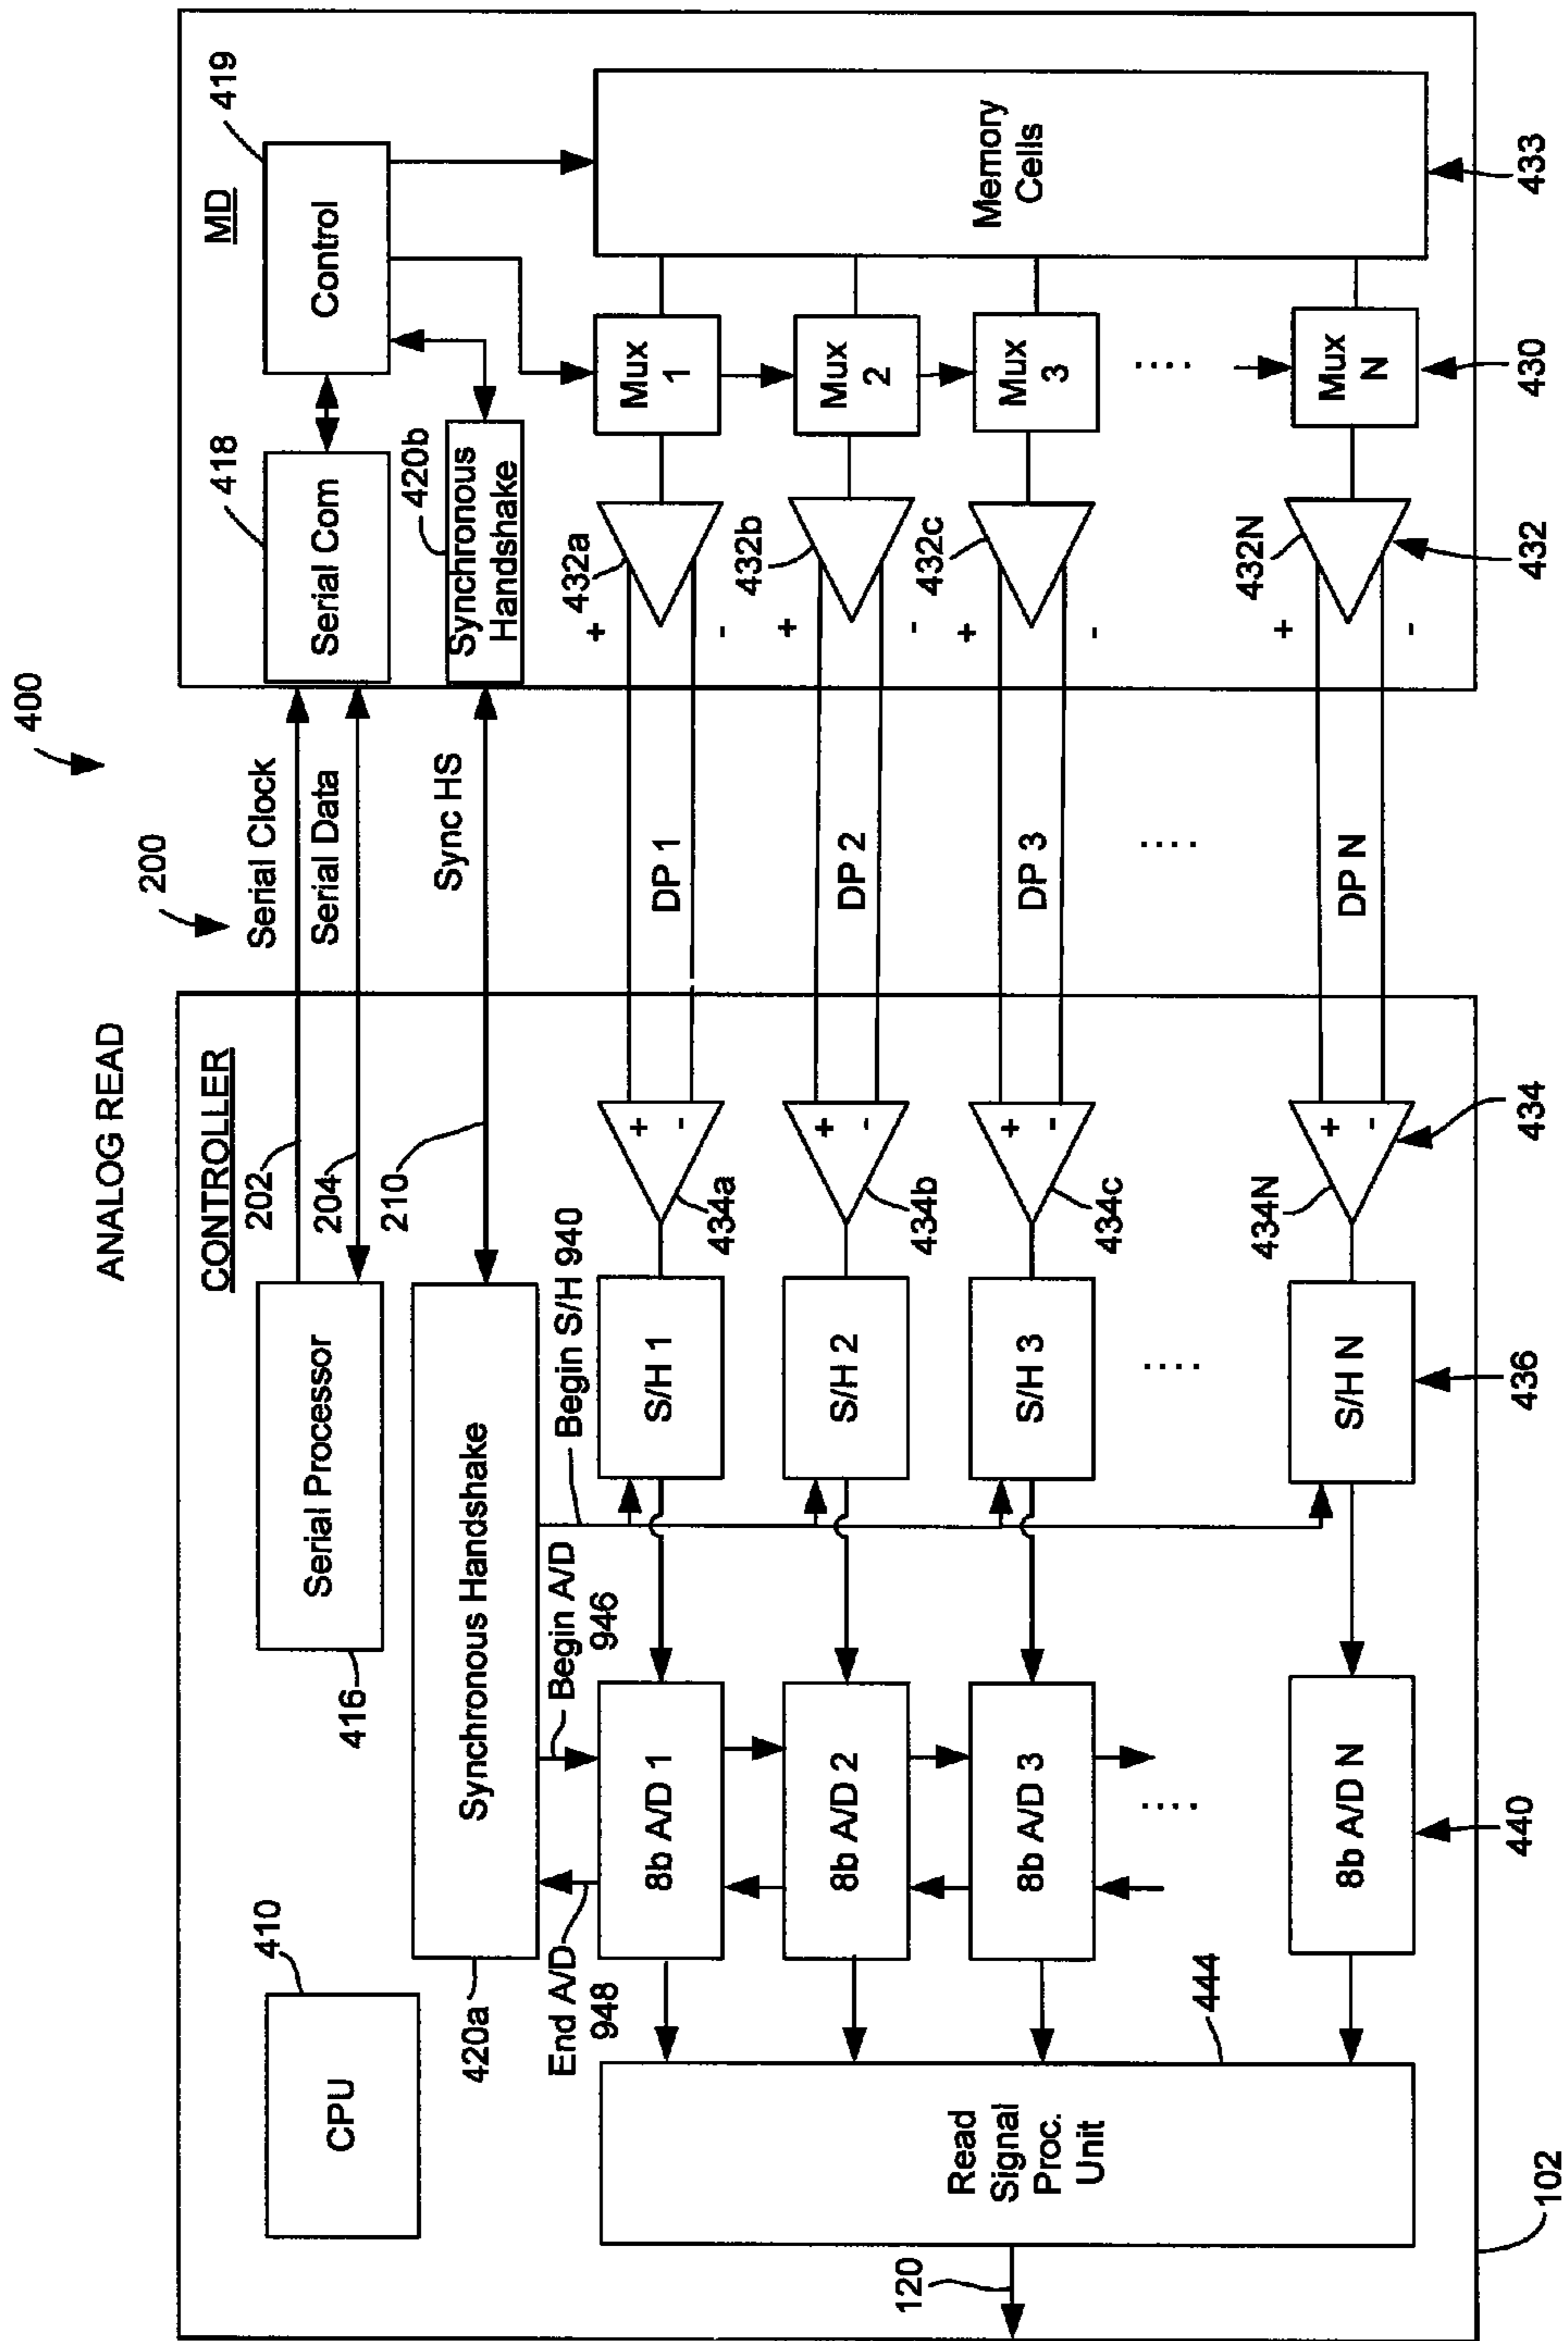 ANALOG READ
400
200
CONTROLLER
MD
CPU
410
Serial Processor
416
202
204
210
Serial Clock
Serial Data
Sync HS
Serial Com
418
Control
419
Synchronous Handshake
420a
Synchronous
Handshake
420b
End A/D
948
Begin A/D
946
Begin S/H 940
Read
Signal
Proc.
Unit
444
120
102
8b A/D 1
S/H 1
+
-
434a
DP 1
+
-
432a
Mux
1
8b A/D 2
S/H 2
+
-
434b
DP 2
+
-
432b
Mux
2
8b A/D 3
S/H 3
+
-
434c
DP 3
+
-
432c
Mux
3
....
....
....
....
8b A/D N
S/H N
+
-
434N
DP N
+
-
432N
Mux
N
Memory
Cells
440
436
434
432
430
433